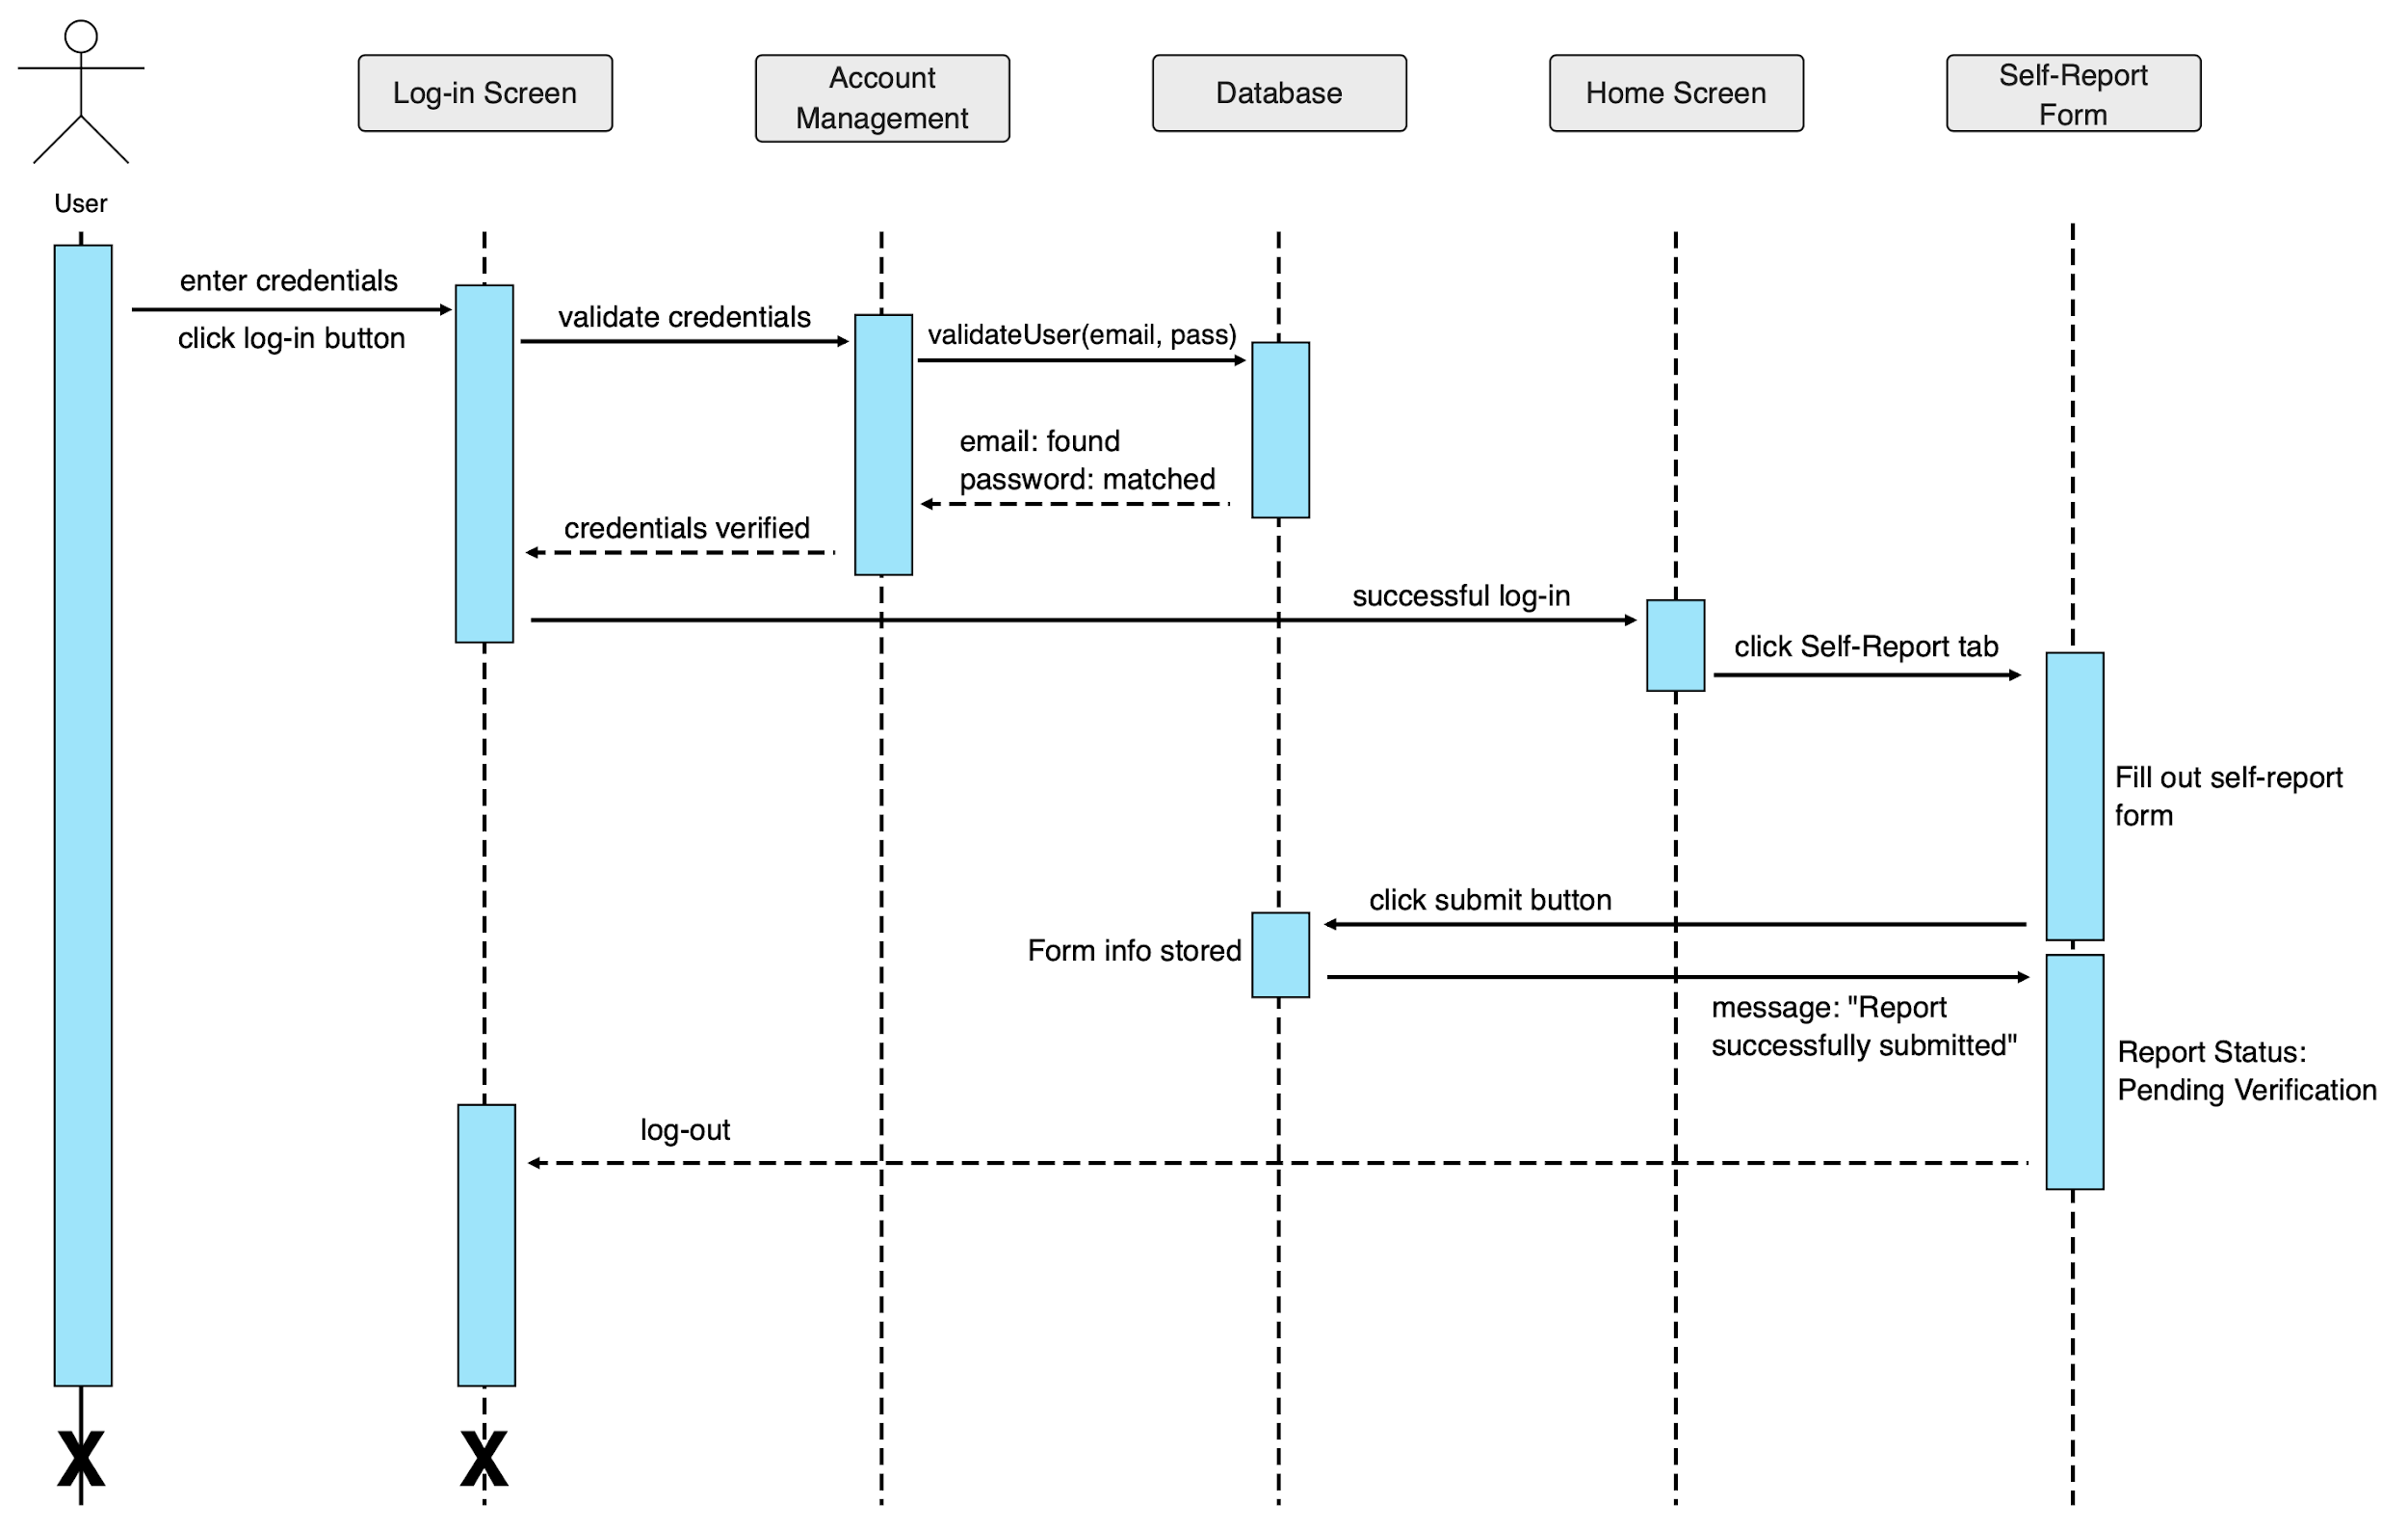 User
Log-in Screen
Account
Management
Database
Home Screen
Self-Report
Form
enter credentials
click log-in button
validate credentials
validateUser(email, pass)
email: found
password: matched
credentials verified
successful log-in
click Self-Report tab
Fill out self-report
form
click submit button
Form info stored
message: "Report
successfully submitted"
Report Status:
Pending Verification
log-out
X
X